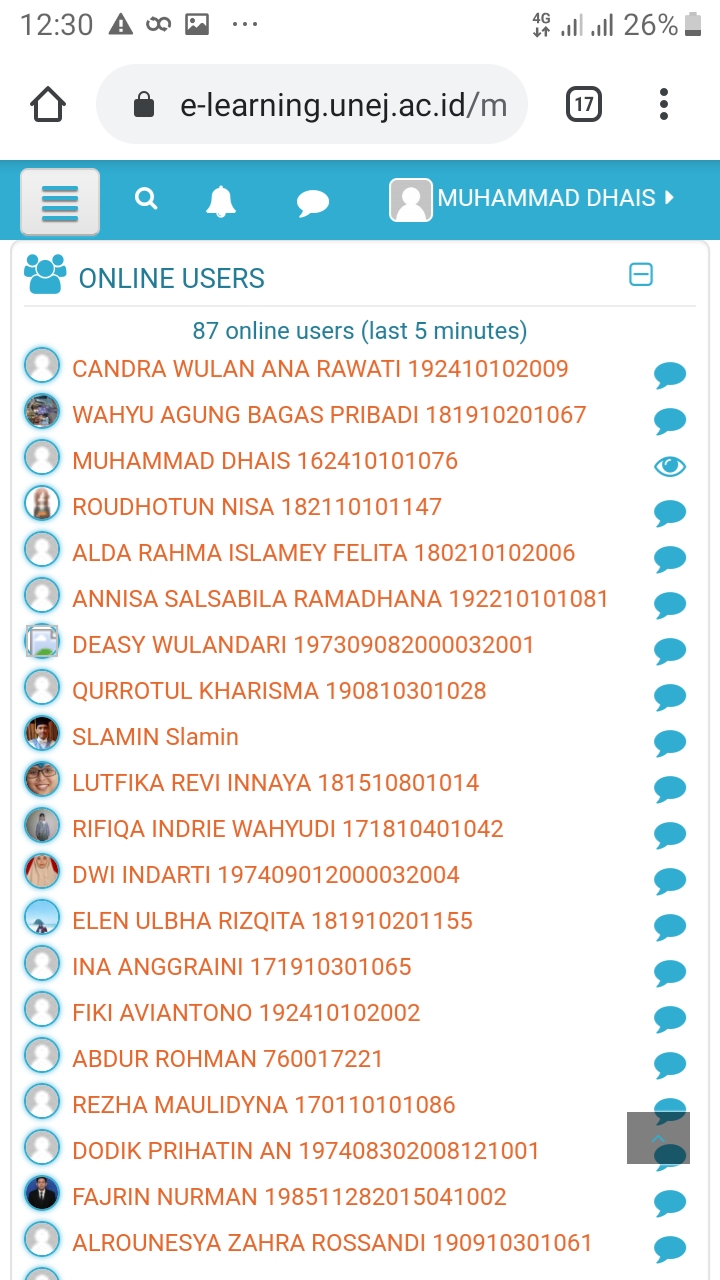 12:30
4G 26%
e-learning.unej.ac.id/m
17
MUHAMMAD DHAIS
ONLINE USERS
87 online users (last 5 minutes)
CANDRA WULAN ANA RAWATI 192410102009
WAHYU AGUNG BAGAS PRIBADI 181910201067
MUHAMMAD DHAIS 162410101076
ROUDHOTUN NISA 182110101147
ALDA RAHMA ISLAMEY FELITA 180210102006
ANNISA SALSABILA RAMADHANA 192210101081
DEASY WULANDARI 197309082000032001
QURROTUL KHARISMA 190810301028
SLAMIN Slamin
LUTFIKA REVI INNAYA 181510801014
RIFIQA INDRIE WAHYUDI 171810401042
DWI INDARTI 197409012000032004
ELEN ULBHA RIZQITA 181910201155
INA ANGGRAINI 171910301065
FIKI AVIANTONO 192410102002
ABDUR ROHMAN 760017221
REZHA MAULIDYNA 170110101086
DODIK PRIHATIN AN 197408302008121001
FAJRIN NURMAN 198511282015041002
ALROUNESYA ZAHRA ROSSANDI 190910301061